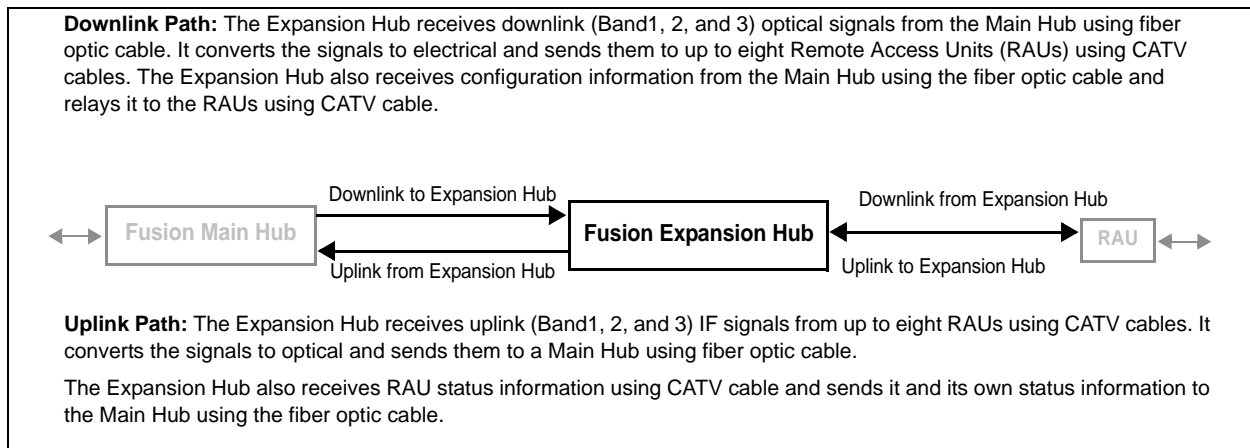 Downlink Path: The Expansion Hub receives downlink (Band1, 2, and 3) optical signals from the Main Hub using fiber
optic cable. It converts the signals to electrical and sends them to up to eight Remote Access Units (RAUs) using CATV
cables. The Expansion Hub also receives configuration information from the Main Hub using the fiber optic cable and
relays it to the RAUs using CATV cable.
Downlink to Expansion Hub
Downlink from Expansion Hub
Fusion Main Hub
Fusion Expansion Hub
RAU
Uplink from Expansion Hub
Uplink to Expansion Hub
Uplink Path: The Expansion Hub receives uplink (Band1, 2, and 3) IF signals from up to eight RAUs using CATV cables. It
converts the signals to optical and sends them to a Main Hub using fiber optic cable.
The Expansion Hub also receives RAU status information using CATV cable and sends it and its own status information to
the Main Hub using the fiber optic cable.